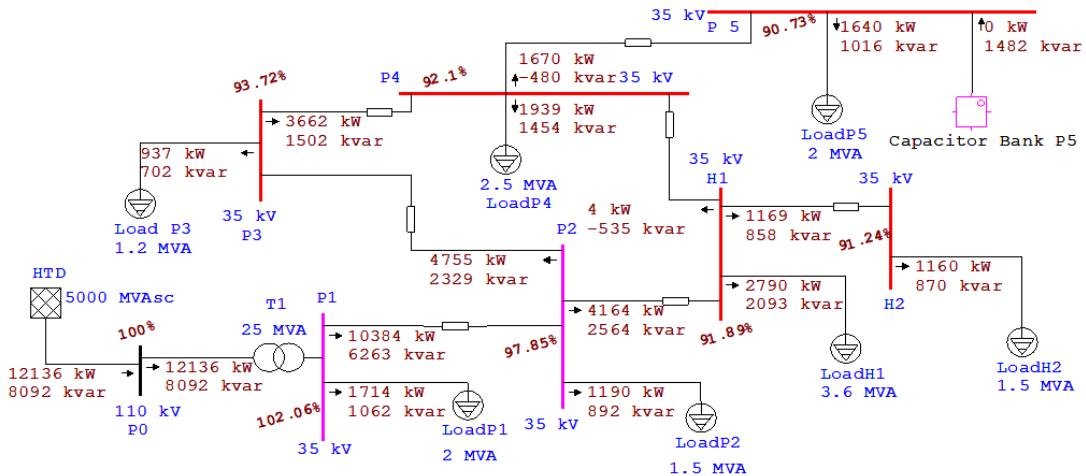 35 kV
P 5
90.73%
1640 kW
1016 kvar
0 kW
1482 kvar
LoadP5
2 MVA
Capacitor Bank P5
1670 kW
-480 kvar
35 kV
P4
92.1%
1939 kW
1454 kvar
2.5 MVA
LoadP4
93.72%
3662 kW
1502 kvar
937 kW
702 kvar
Load P3
1.2 MVA
35 kV
P3
35 kV
H1
4 kW
-535 kvar
1169 kW
858 kvar
91.89%
2790 kW
2093 kvar
LoadH1
3.6 MVA
35 kV
91.24%
H2
1160 kW
870 kvar
LoadH2
1.5 MVA
P2
4755 kW
2329 kvar
4164 kW
2564 kvar
97.85%
1190 kW
892 kvar
35 kV
LoadP2
1.5 MVA
HTD
5000 MVAsc
100%
12136 kW
8092 kvar
12136 kW
8092 kvar
110 kV
P0
T1
25 MVA
P1
10384 kW
6263 kvar
1714 kW
1062 kvar
102.06%
35 kV
LoadP1
2 MVA